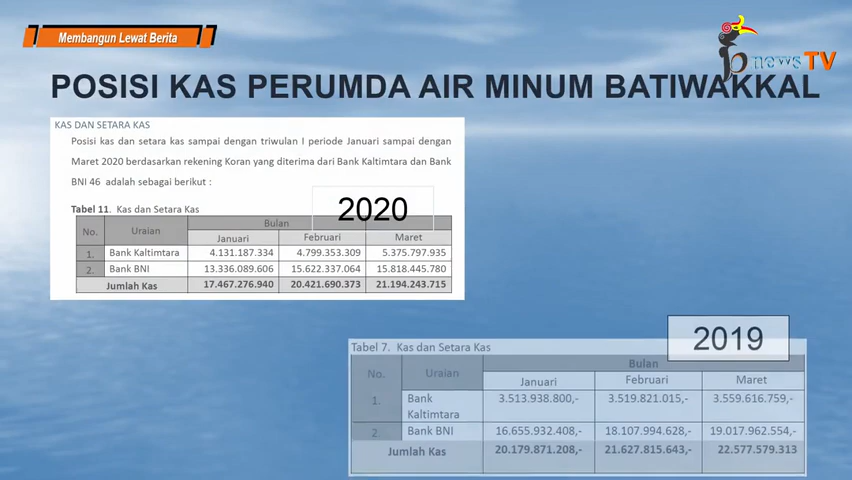 Membangun Lewat Berita
news TV
POSISI KAS PERUMDA AIR MINUM BATIWAKKAL
KAS DAN SETARA KAS
Posisi kas dan setara kas sampai dengan triwulan I periode Januari sampai dengan
Maret 2020 berdasarkan rekening Koran yang diterima dari Bank Kaltimtara dan Bank
BNI 46 adalah sebagai berikut :
2020
Tabel 11. Kas dan Setara Kas
No. Uraian Bulan
Januari Februari Maret
1. Bank Kaltimtara 4.131.187.334 4.799.353.309 5.375.797.935
2. Bank BNI 13.336.089.606 15.622.337.064 15.818.445.780
Jumlah Kas 17.467.276.940 20.421.690.373 21.194.243.715
2019
Tabel 7. Kas dan Setara Kas
No. Uraian Bulan
Januari Februari Maret
1. Bank Kaltimtara 3.513.938.800,- 3.519.821.015,- 3.559.616.759,-
2. Bank BNI 16.655.932.408,- 18.107.994.628,- 19.017.962.554,-
Jumlah Kas 20.179.871.208,- 21.627.815.643,- 22.577.579.313